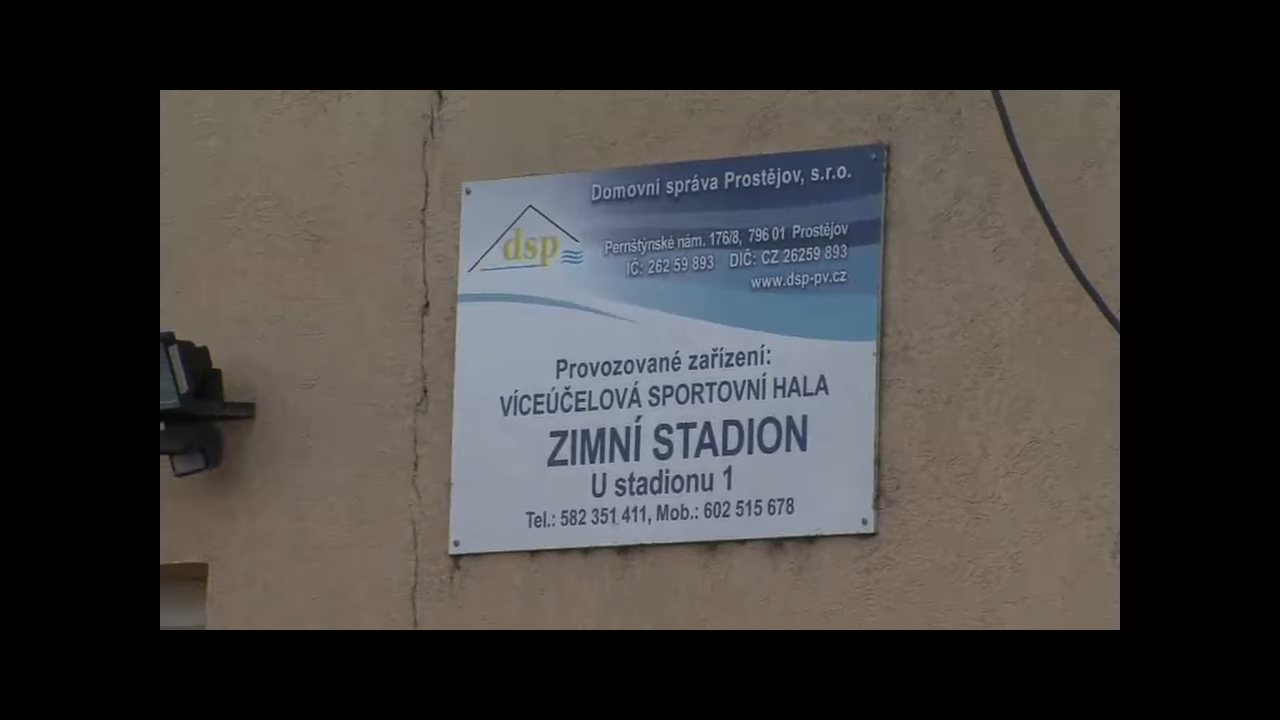 Domovní správa Prostějov, s.r.o.
dsp
Pernštýnské nám. 176/8, 796 01 Prostějov
IČ: 262 59 893 DIČ: CZ 26259 893
www.dsp-pv.cz
Provozované zařízení:
VÍCEÚČELOVÁ SPORTOVNÍ HALA
ZIMNÍ STADION
U stadionu 1
Tel.: 582 351 411, Mob.: 602 515 678